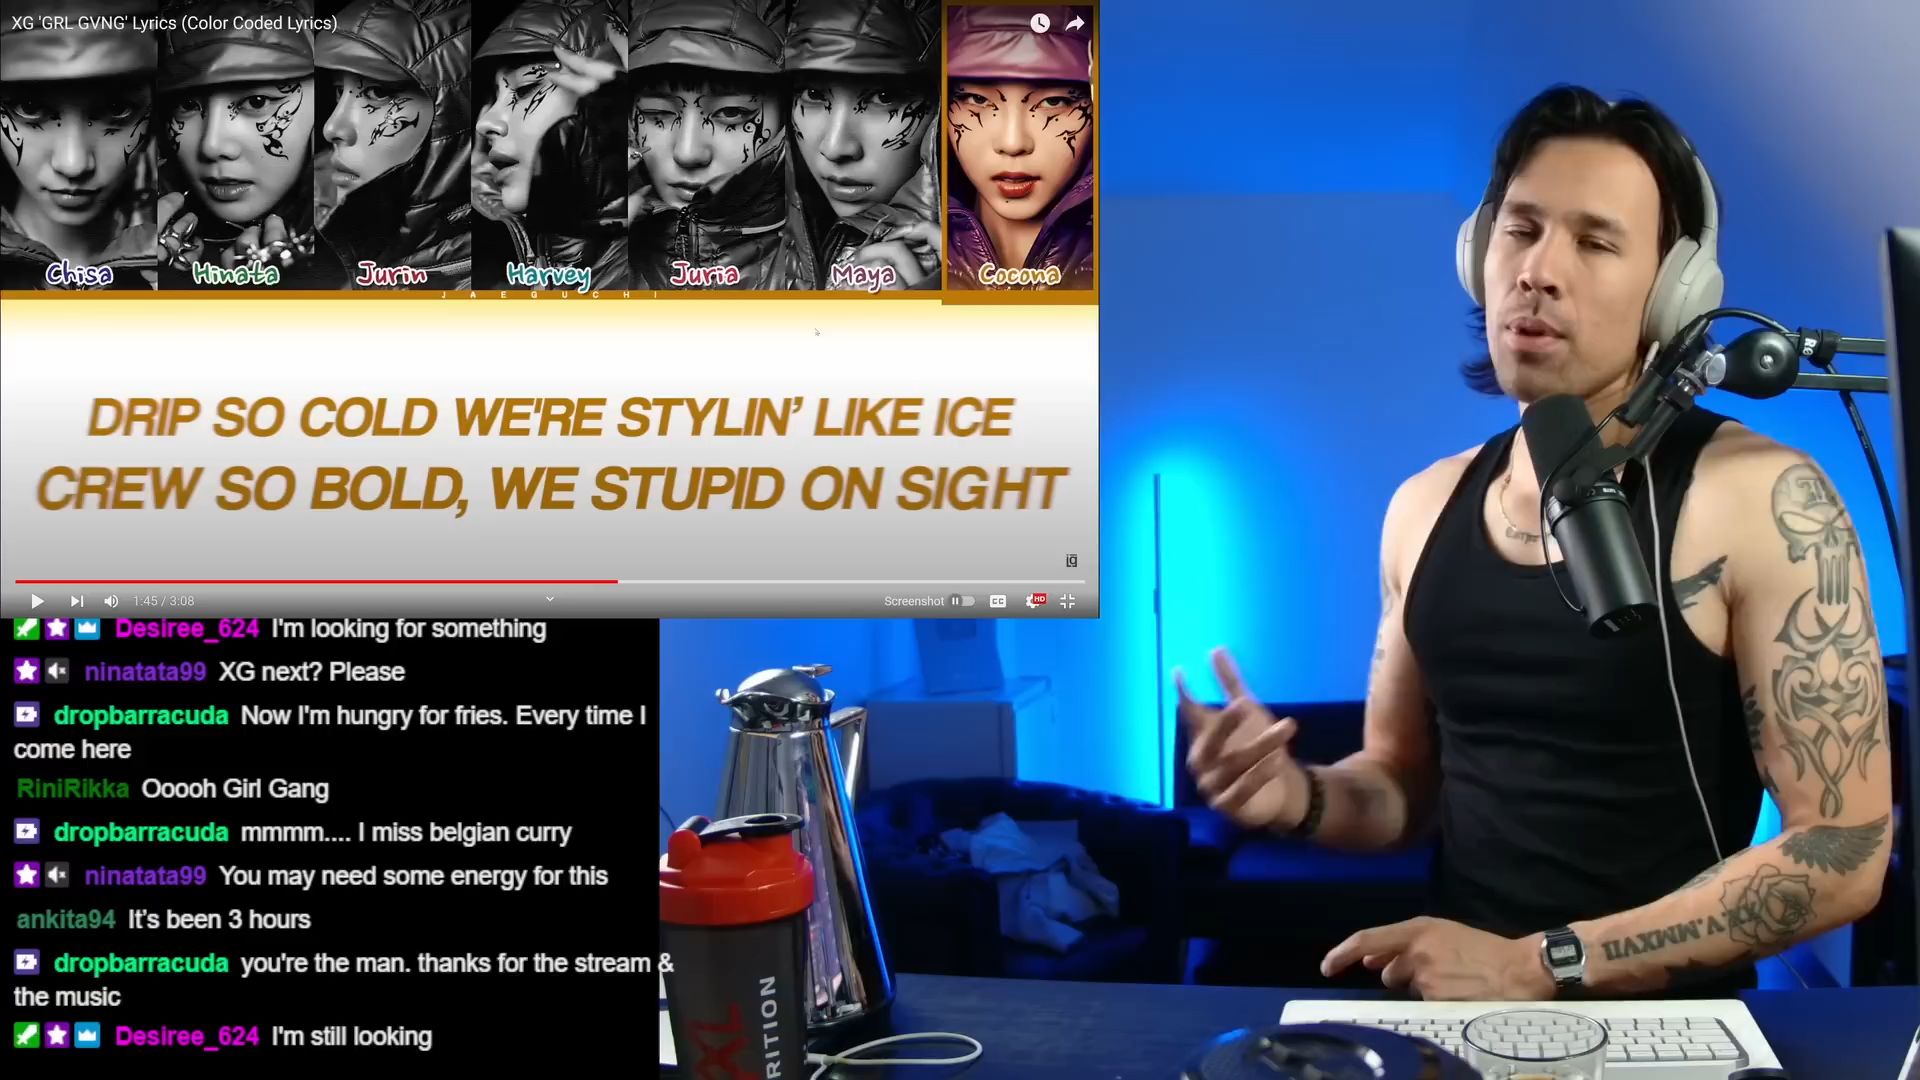 XG 'GRL GVNG' Lyrics (Color Coded Lyrics)
Chisa
Hinata
Jurin
Harvey
Juria
Maya
Cocona
JAEGUCHI
DRIP SO COLD WE'RE STYLIN' LIKE ICE
CREW SO BOLD, WE STUPID ON SIGHT
1:45 / 3:08
Screenshot
CC
HD
Desiree_624 I'm looking for something
ninatata99 XG next? Please
dropbarracuda Now I'm hungry for fries. Every time I
come here
RiniRikka Ooooh Girl Gang
dropbarracuda mmmm.... I miss belgian curry
ninatata99 You may need some energy for this
ankita94 It's been 3 hours
dropbarracuda you're the man. thanks for the stream &
the music
Desiree_624 I'm still looking
XL
RITION